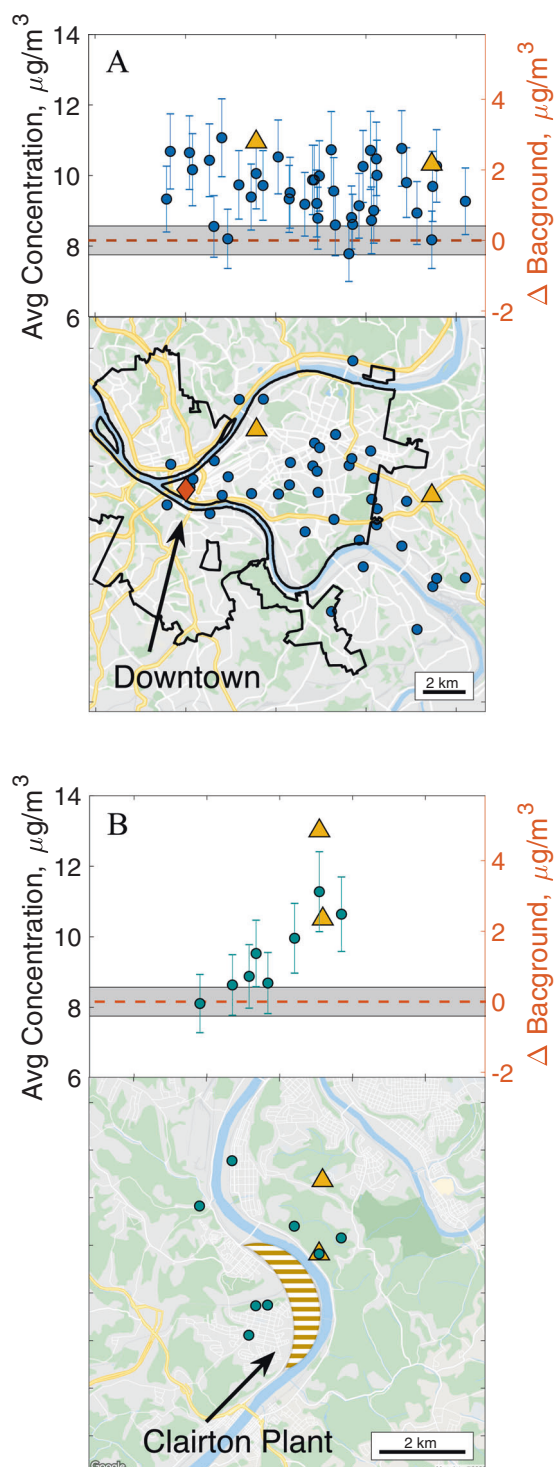 A
14
12
10
8
6
Avg Concentration, μg/m³
4
2
0
-2
Δ Bacground, μg/m³
Downtown
2 km
B
14
12
10
8
6
Avg Concentration, μg/m³
4
2
0
-2
Δ Bacground, μg/m³
Clairton Plant
2 km
Google